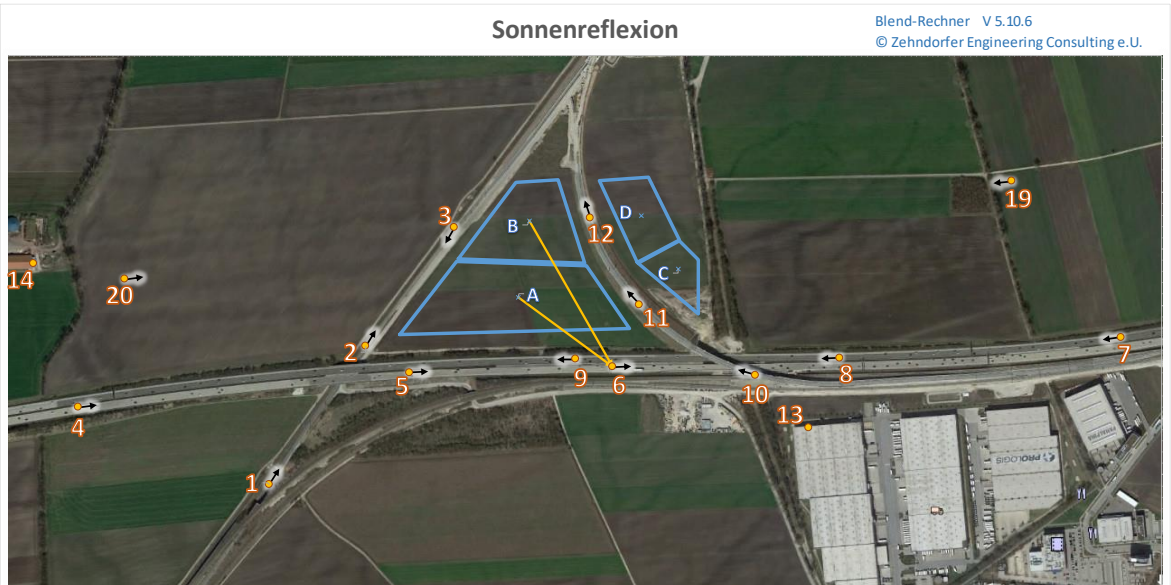 Sonnenreflexion
Blend-Rechner V 5.10.6
© Zehndorfer Engineering Consulting e.U.
3
B
12
D
19
14
20
A
C
11
2
5
9
6
10
8
7
4
13
1
PROLOGIS